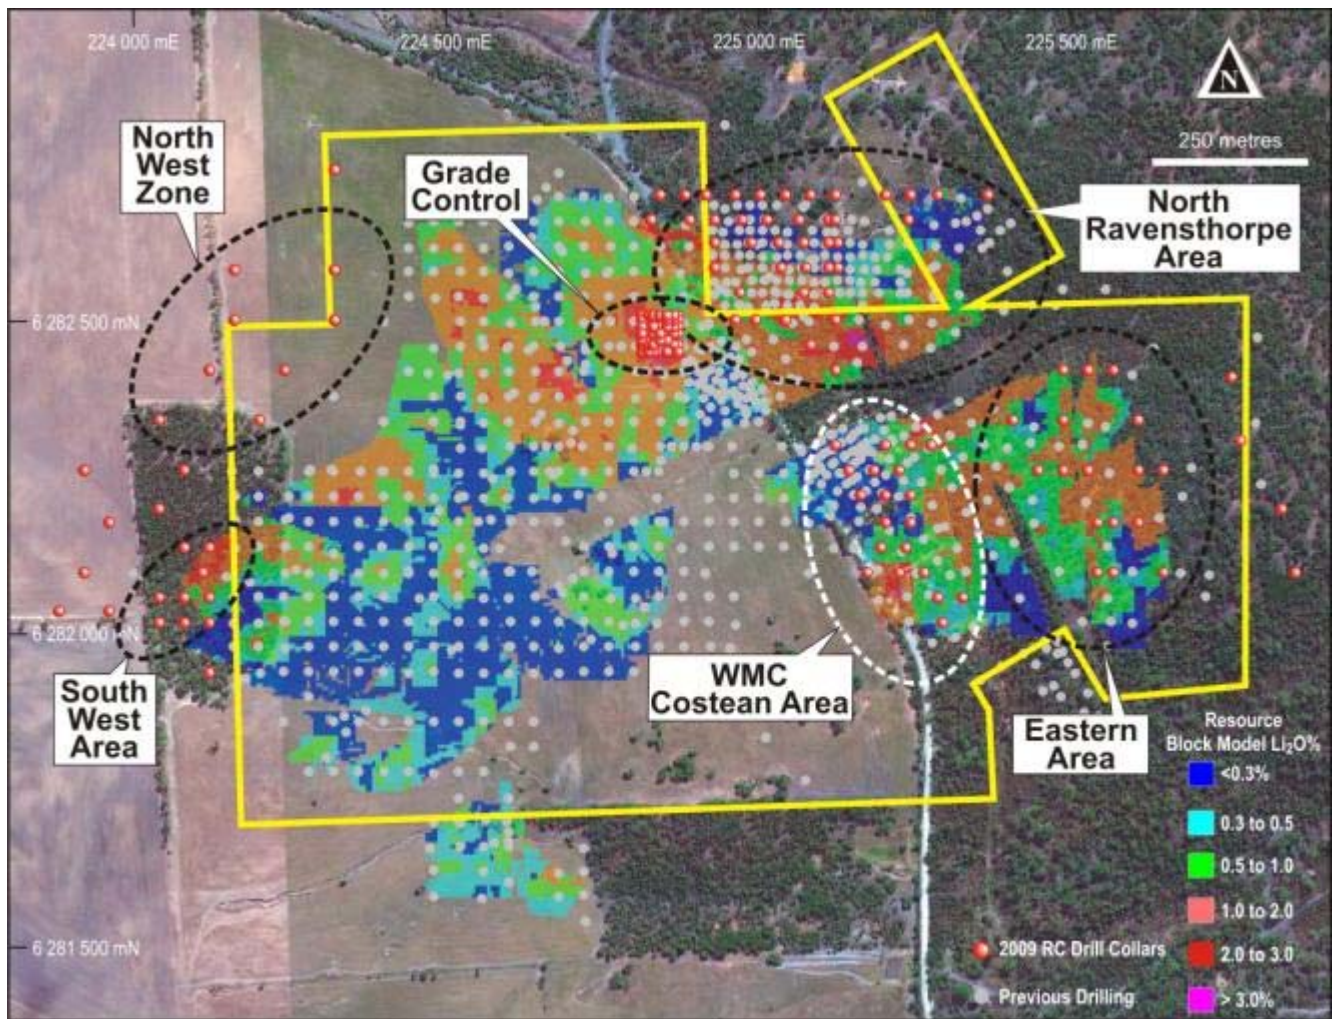 224 000 mE
224 500 mE
225 000 mE
225 500 mE
N
250 metres
North
West
Zone
Grade
Control
North
Ravensthorpe
Area
6 282 500 mN
6 282 000 mN
South
West
Area
WMC
Costean Area
Eastern
Area
Resource
Block Model Li₂O%
<0.3%
0.3 to 0.5
0.5 to 1.0
1.0 to 2.0
2.0 to 3.0
> 3.0%
6 281 500 mN
2009 RC Drill Collars
Previous Drilling